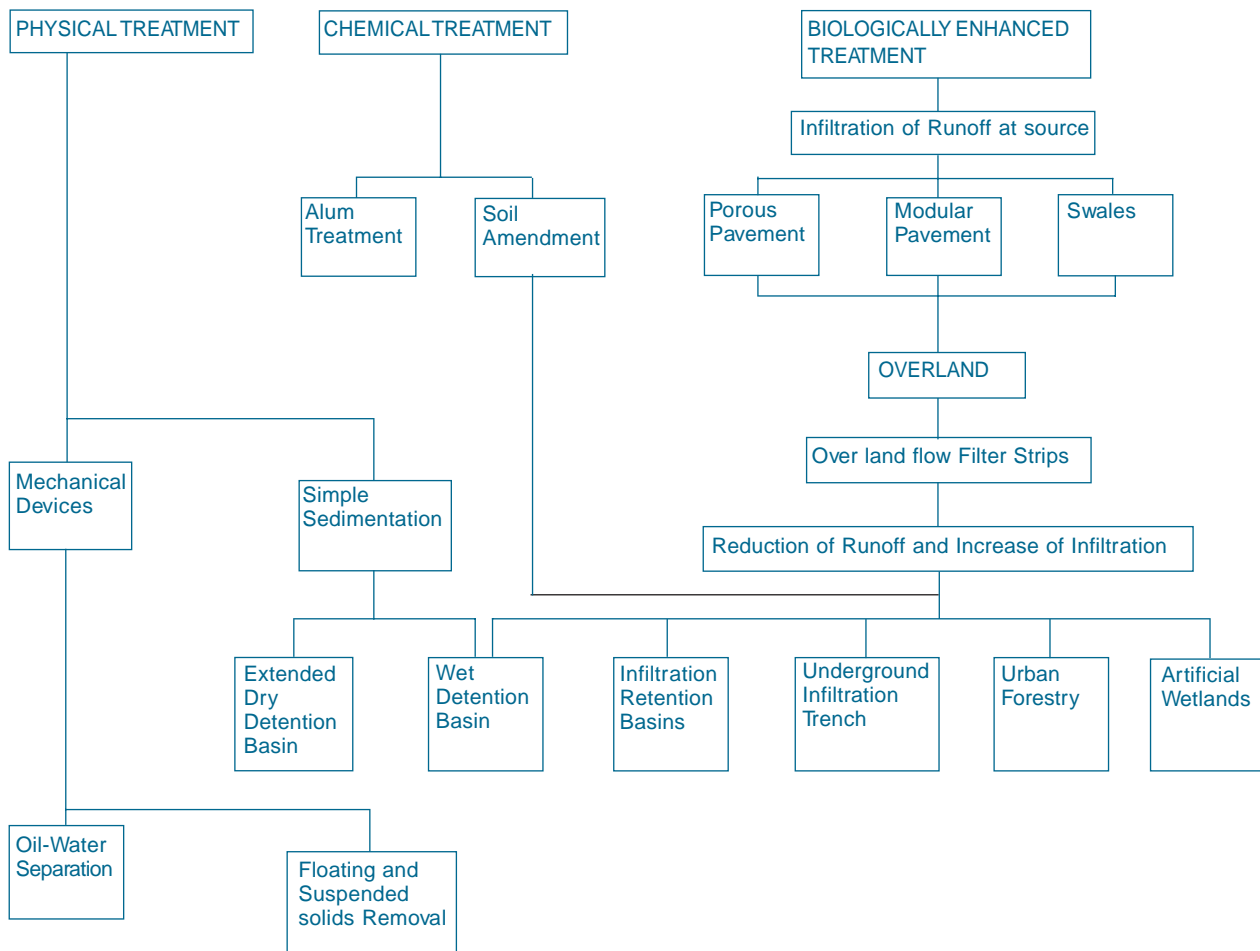 PHYSICAL TREATMENT
CHEMICAL TREATMENT
BIOLOGICALLY ENHANCED
TREATMENT
Infiltration of Runoff at source
Alum
Treatment
Soil
Amendment
Porous
Pavement
Modular
Pavement
Swales
OVERLAND
Over land flow Filter Strips
Mechanical
Devices
Simple
Sedimentation
Reduction of Runoff and Increase of Infiltration
Extended
Dry
Detention
Basin
Wet
Detention
Basin
Infiltration
Retention
Basins
Underground
Infiltration
Trench
Urban
Forestry
Artificial
Wetlands
Oil-Water
Separation
Floating and
Suspended
solids Removal